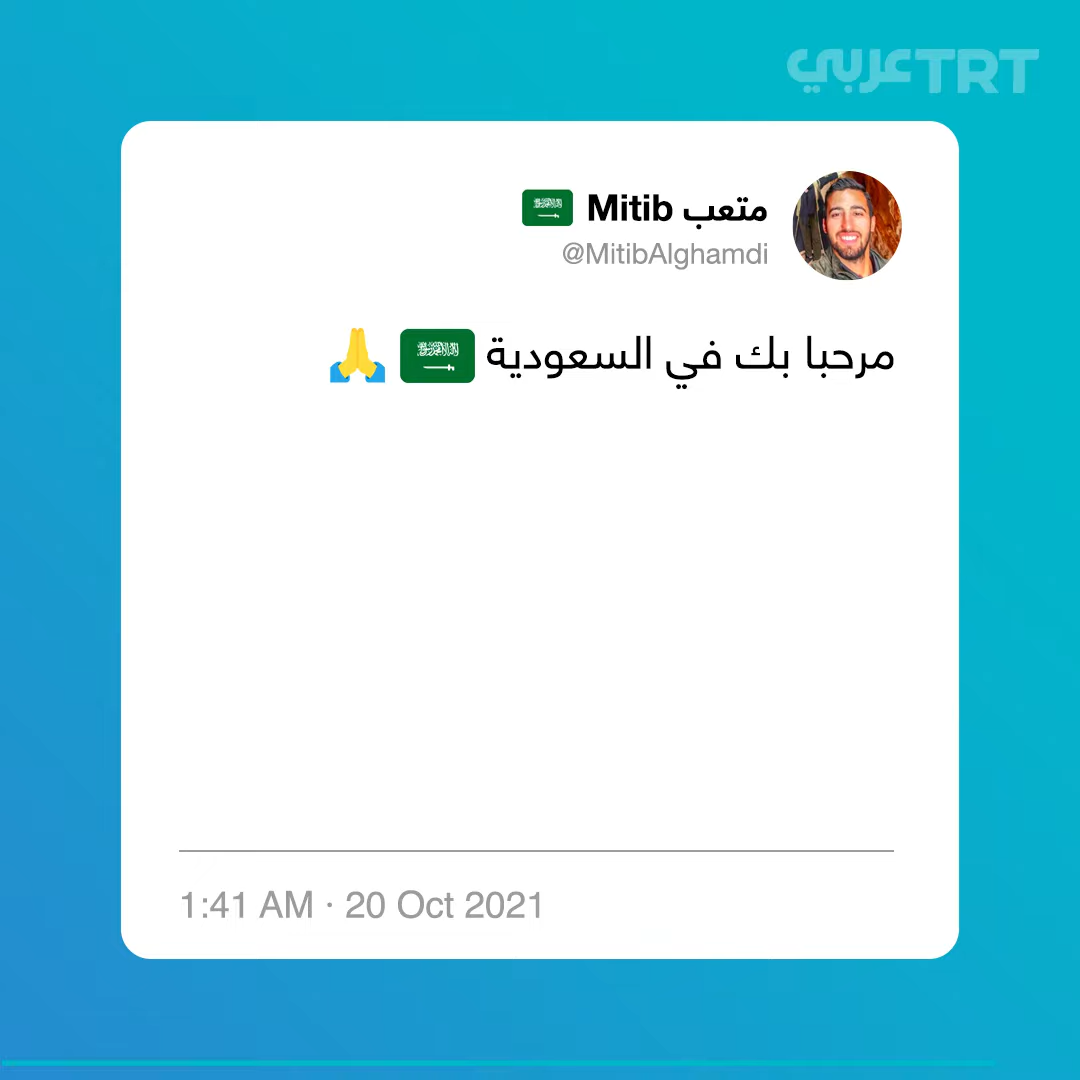 TRT عربي
متعب Mitib 🇸🇦
@MitibAlghamdi
مرحبا بك في السعودية 🇸🇦 🙏
1:41 AM · 20 Oct 2021